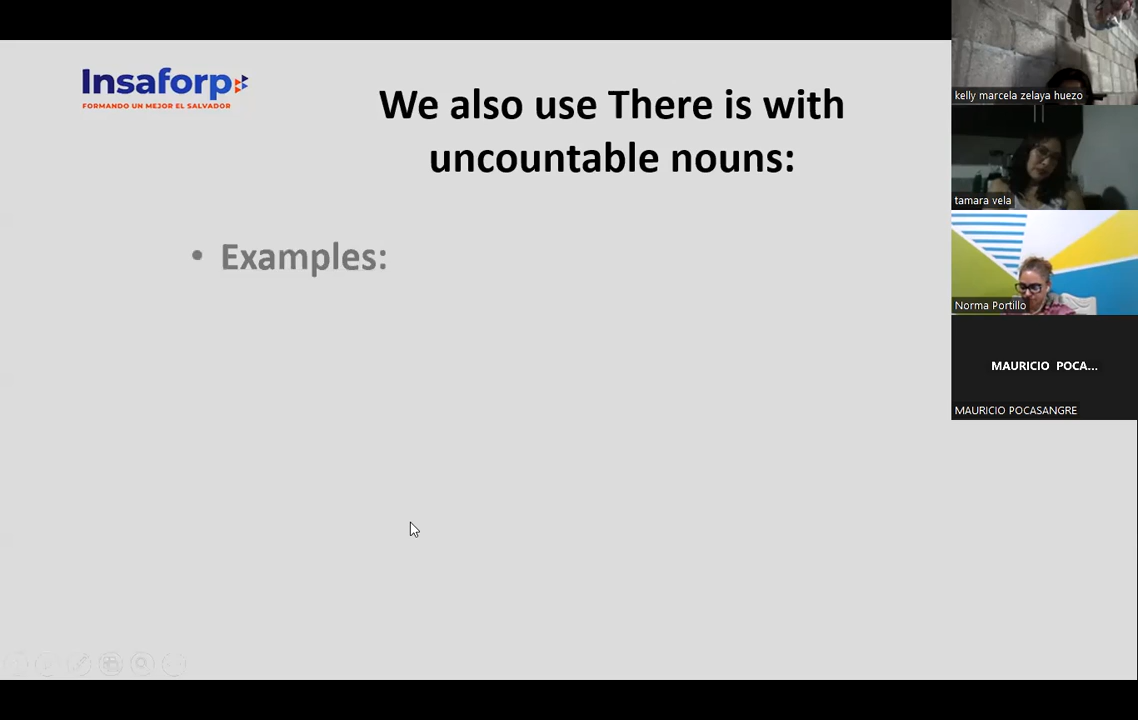 Insaforp
FORMANDO UN MEJOR EL SALVADOR
We also use There is with
uncountable nouns:
• Examples:
kelly marcela zelaya huezo
tamara vela
Norma Portillo
MAURICIO POCA...
MAURICIO POCASANGRE